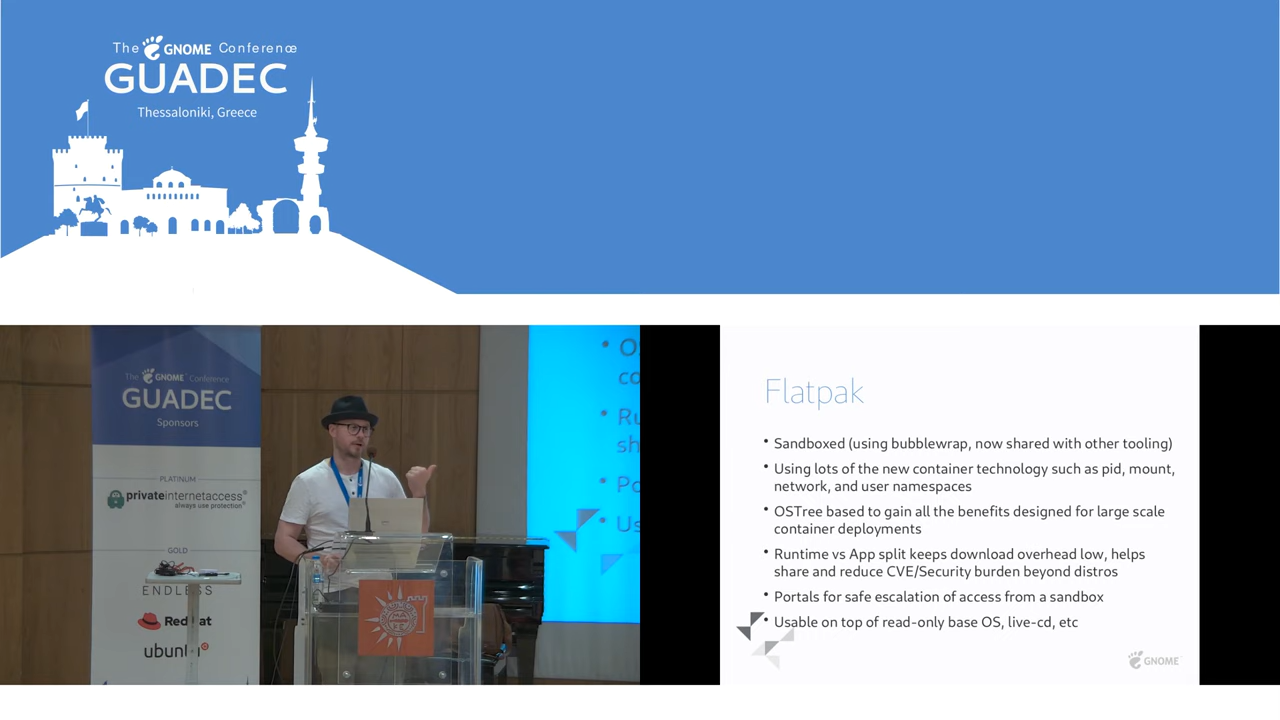 The GNOME Conference
GUADEC
Thessaloniki, Greece
The GNOME Conference
GUADEC
Sponsors
PLATINUM
privateinternetaccess®
always use protection®
GOLD
ENDLESS
Red Hat
ubuntu
Flatpak
• Sandboxed (using bubblewrap, now shared with other tooling)
• Using lots of the new container technology such as pid, mount,
network, and user namespaces
• OSTree based to gain all the benefits designed for large scale
container deployments
• Runtime vs App split keeps download overhead low, helps
share and reduce CVE/Security burden beyond distros
• Portals for safe escalation of access from a sandbox
• Usable on top of read-only base OS, live-cd, etc
GNOME